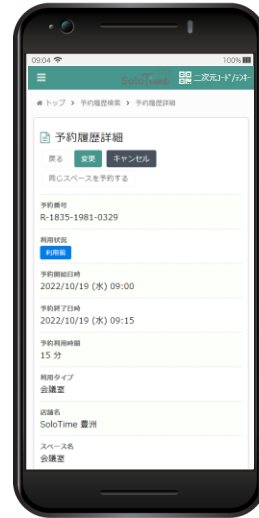 09:04
100%
SoloTime
二次元ｺｰﾄﾞﾘｰﾀﾞｰ
トップ > 予約履歴検索 > 予約履歴詳細
予約履歴詳細
戻る 変更 キャンセル
同じスペースを予約する
予約番号
R-1835-1981-0329
利用状況
利用前
予約開始日時
2022/10/19 (水) 09:00
予約終了日時
2022/10/19 (水) 09:15
予約利用時間
15 分
利用タイプ
会議室
店舗名
SoloTime 豊洲
スペース名
会議室